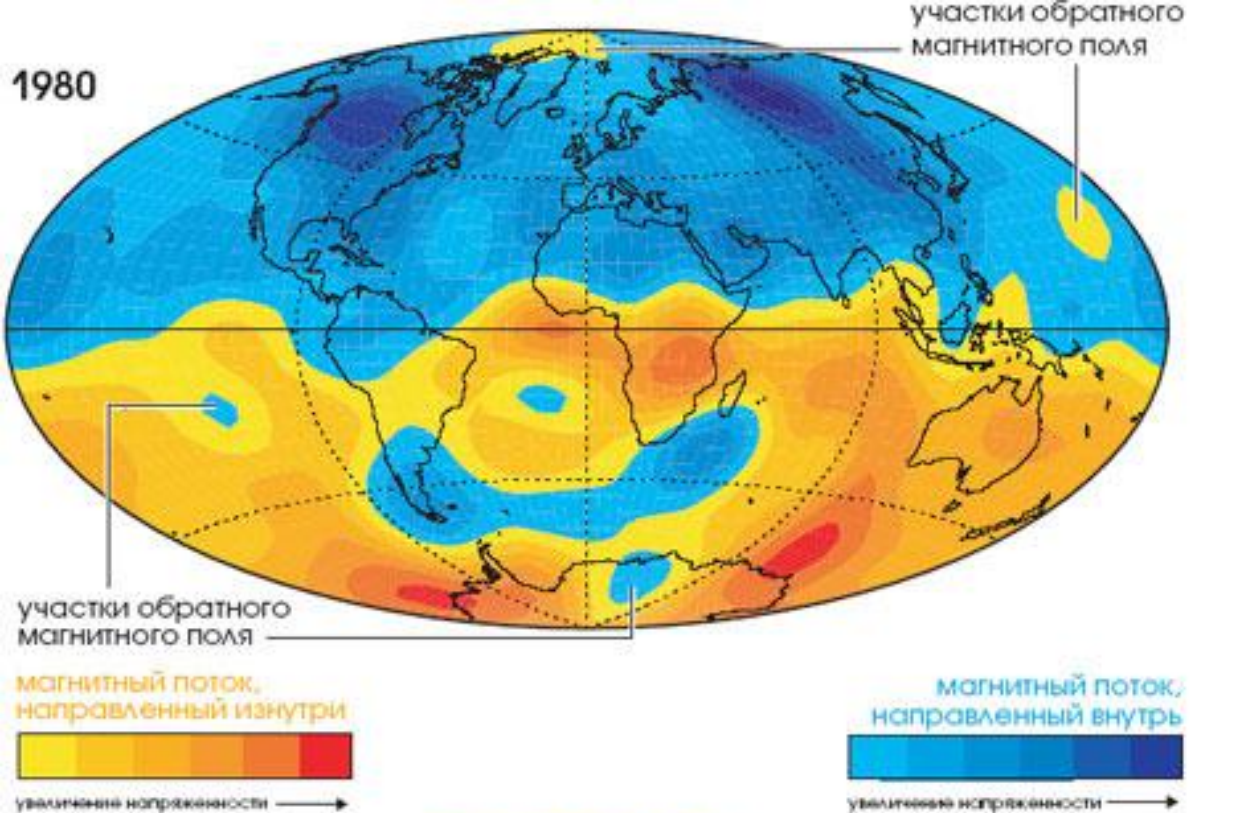 участки обратного
магнитного поля
1980
участки обратного
магнитного поля
магнитный поток,
направленный изнутри
увеличение напряженности
магнитный поток,
направленный внутрь
увеличение напряженности